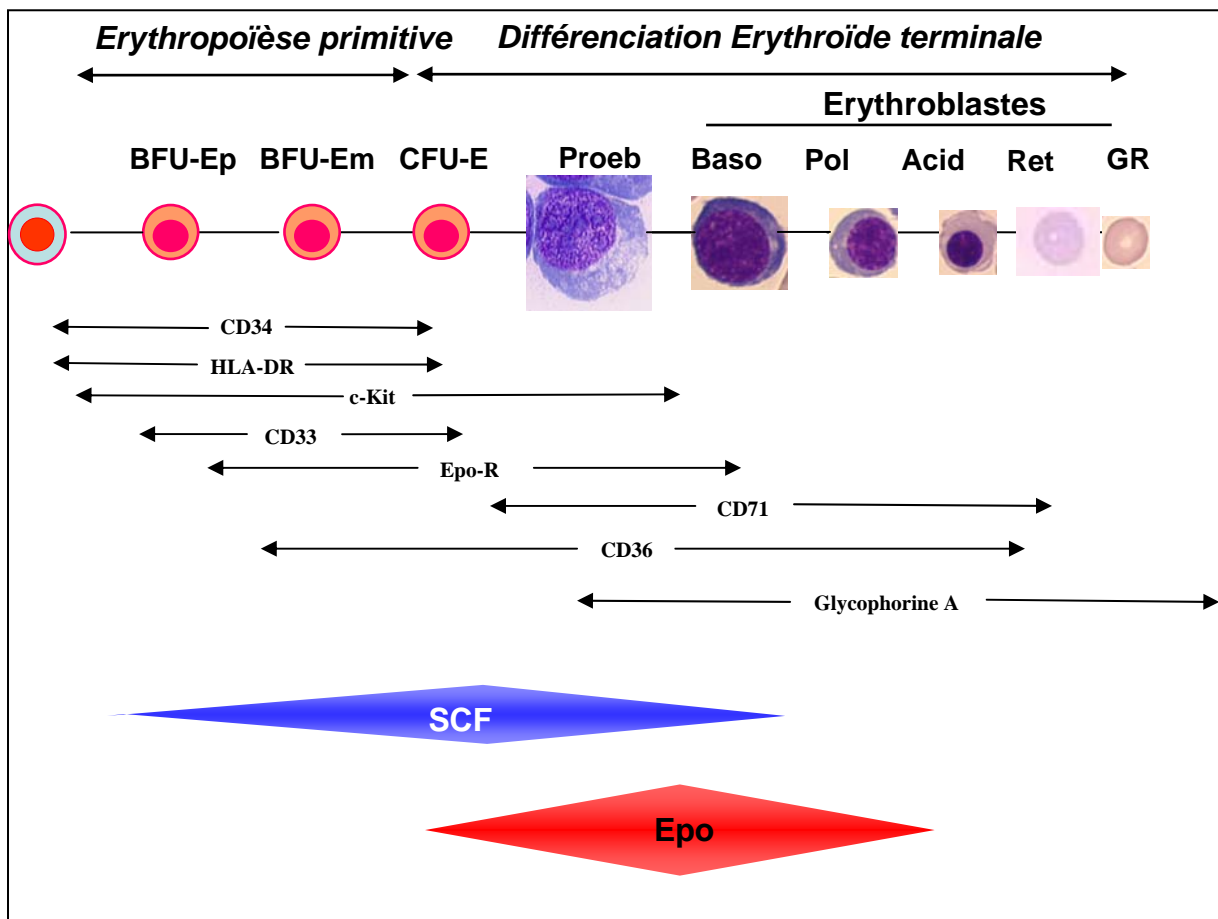 Erythropoïèse primitive Différenciation Erythroïde terminale
Erythroblastes
BFU-Ep BFU-Em CFU-E Proeb Baso Pol Acid Ret GR
CD34
HLA-DR
c-Kit
CD33
Epo-R
CD71
CD36
Glycophorine A
SCF
Epo